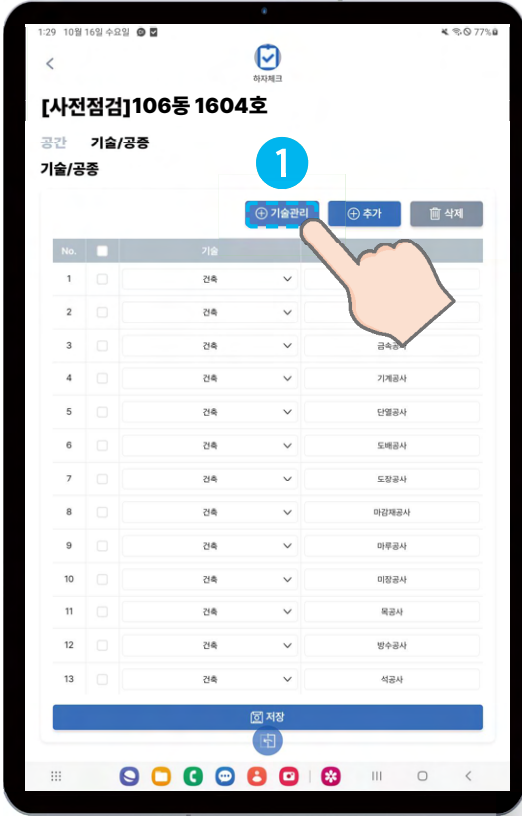 1:29 10월 16일 수요일
77%
하자체크
[사전점검]106동 1604호
공간 기술/공종
기술/공종
1
기술관리 추가 삭제
No. 기술
1 건축
2 건축
3 건축 금속공사
4 건축 기계공사
5 건축 단열공사
6 건축 도배공사
7 건축 도장공사
8 건축 마감재공사
9 건축 마루공사
10 건축 미장공사
11 건축 목공사
12 건축 방수공사
13 건축 석공사
저장